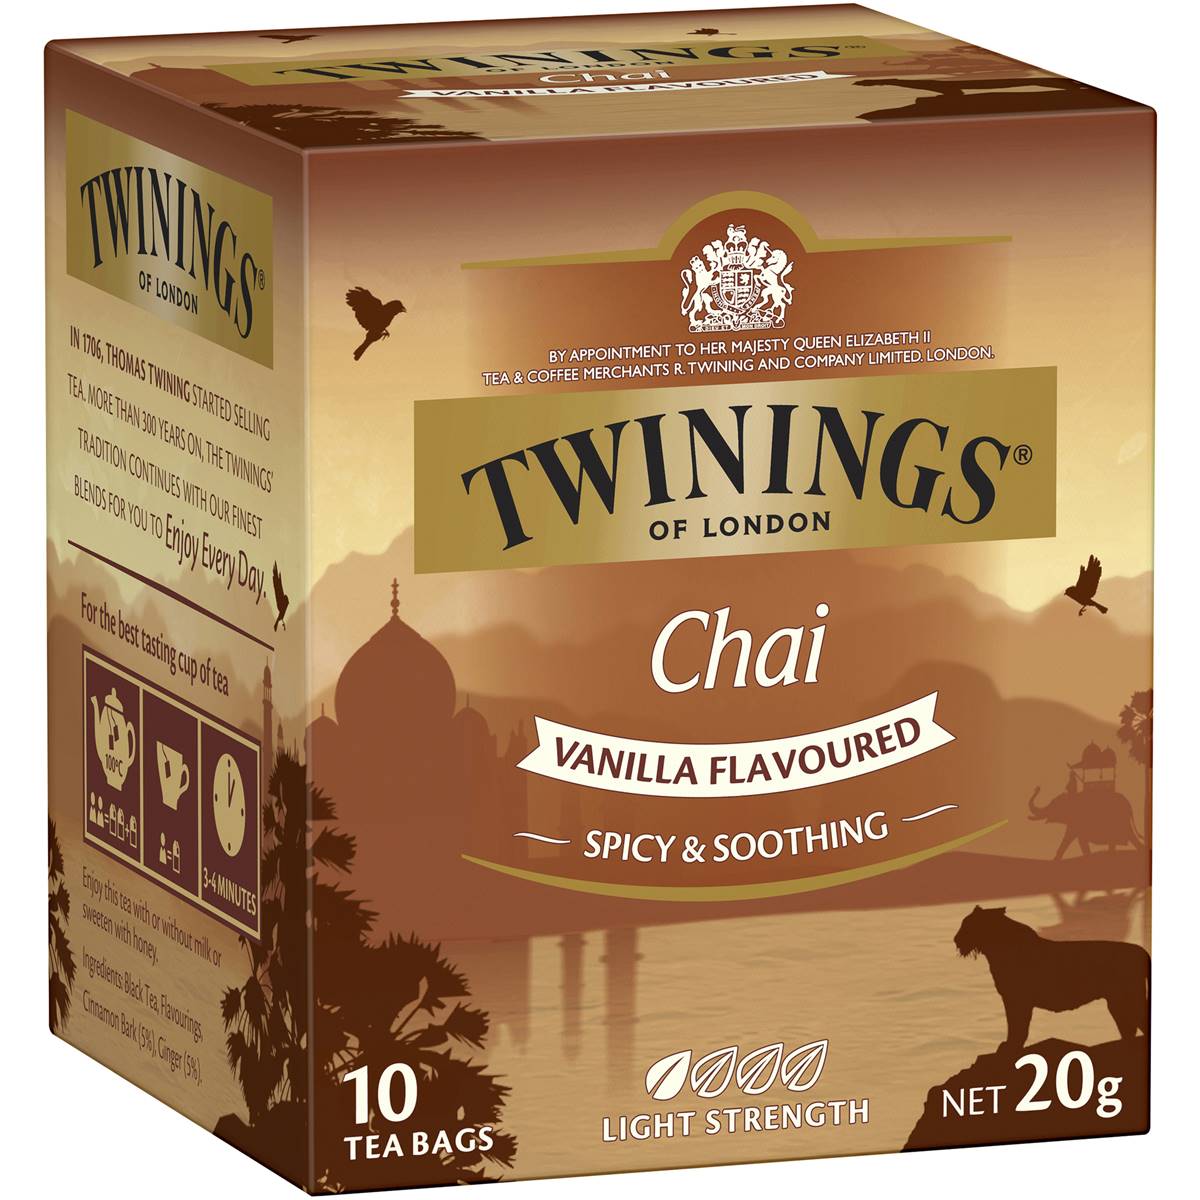 TWININGS®
OF LONDON
Chai
VANILLA FLAVOURED
TWININGS®
OF LONDON
IN 1706, THOMAS TWINING STARTED SELLING
TEA. MORE THAN 300 YEARS ON, THE TWININGS'
TRADITION CONTINUES WITH OUR FINEST
BLENDS FOR YOU TO Enjoy Every Day.
For the best tasting cup of tea
100°C
3-4 MINUTES
Enjoy this tea with or without milk or
sweeten with honey.
Ingredients: Black Tea, Flavourings,
Cinnamon Bark (5%), Ginger (5%).
BY APPOINTMENT TO HER MAJESTY QUEEN ELIZABETH II
TEA & COFFEE MERCHANTS R. TWINING AND COMPANY LIMITED. LONDON.
TWININGS®
OF LONDON
Chai
VANILLA FLAVOURED
SPICY & SOOTHING
10
TEA BAGS
LIGHT STRENGTH
NET 20g